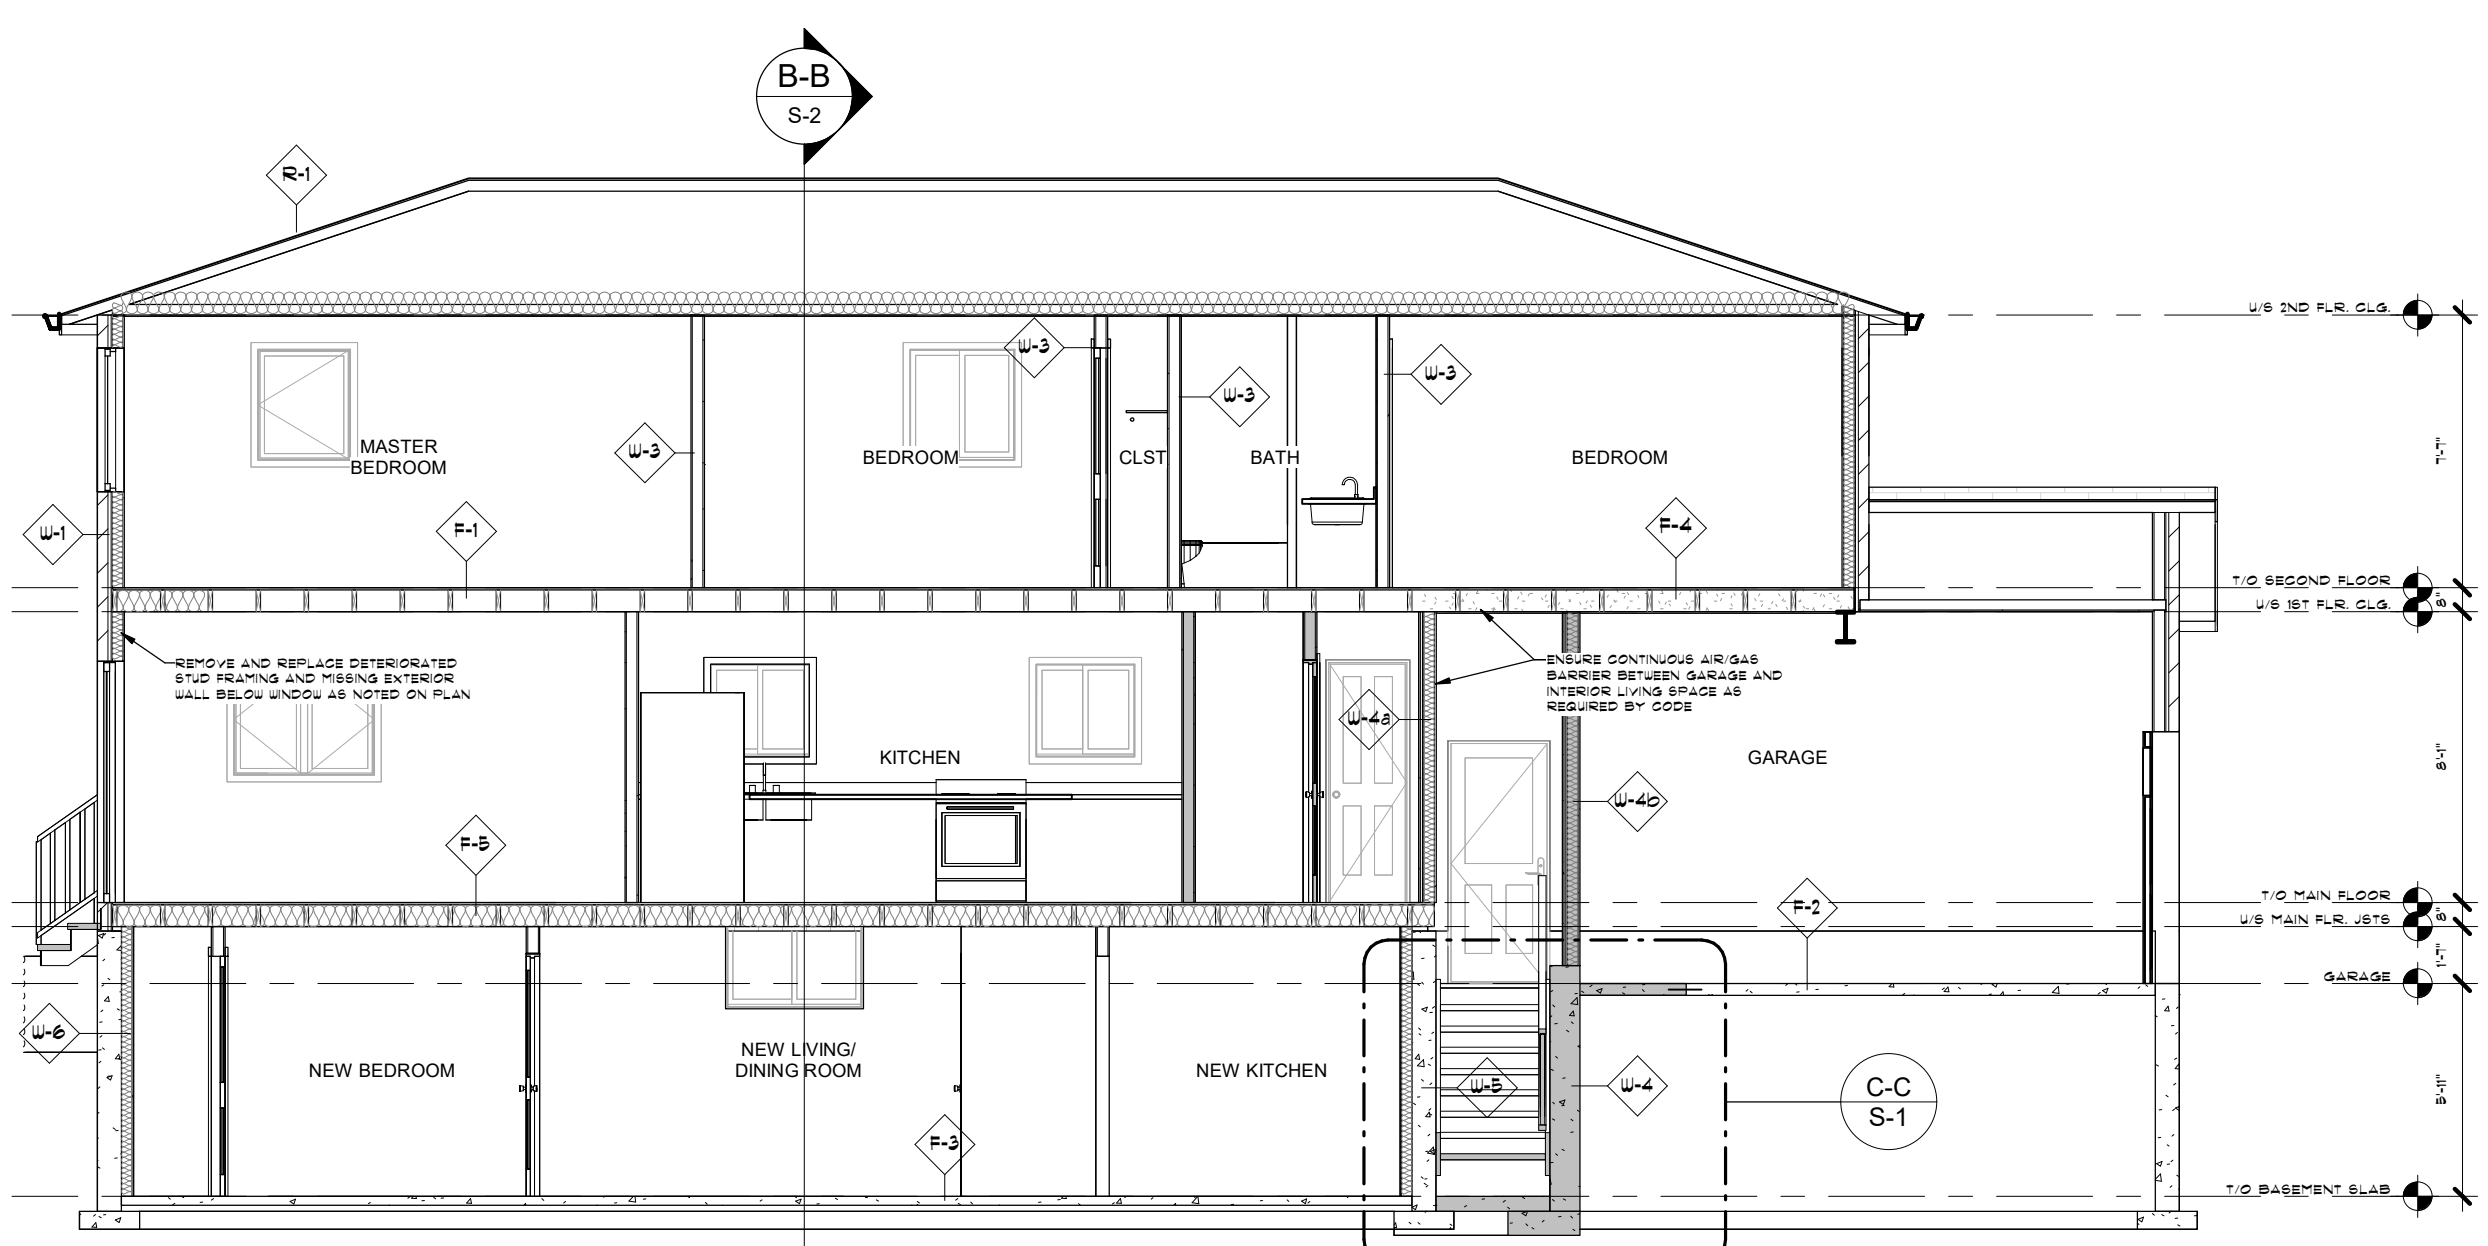 B-B
S-2
R-1
U/S 2ND FLR. CLG.
W-3
W-3
W-3
MASTER
BEDROOM
W-3
BEDROOM
CLST
BATH
BEDROOM
7'-7"
W-1
F-1
F-4
T/O SECOND FLOOR
U/S 1ST FLR. CLG.
8"
REMOVE AND REPLACE DETERIORATED
STUD FRAMING AND MISSING EXTERIOR
WALL BELOW WINDOW AS NOTED ON PLAN
ENSURE CONTINUOUS AIR/GAS
BARRIER BETWEEN GARAGE AND
INTERIOR LIVING SPACE AS
REQUIRED BY CODE
W-4a
KITCHEN
GARAGE
8'-1"
W-4b
F-5
T/O MAIN FLOOR
F-2
U/S MAIN FLR. JSTS
8"
1'-7"
GARAGE
W-6
NEW BEDROOM
NEW LIVING/
DINING ROOM
NEW KITCHEN
W-5
W-4
C-C
S-1
5'-11"
F-3
T/O BASEMENT SLAB